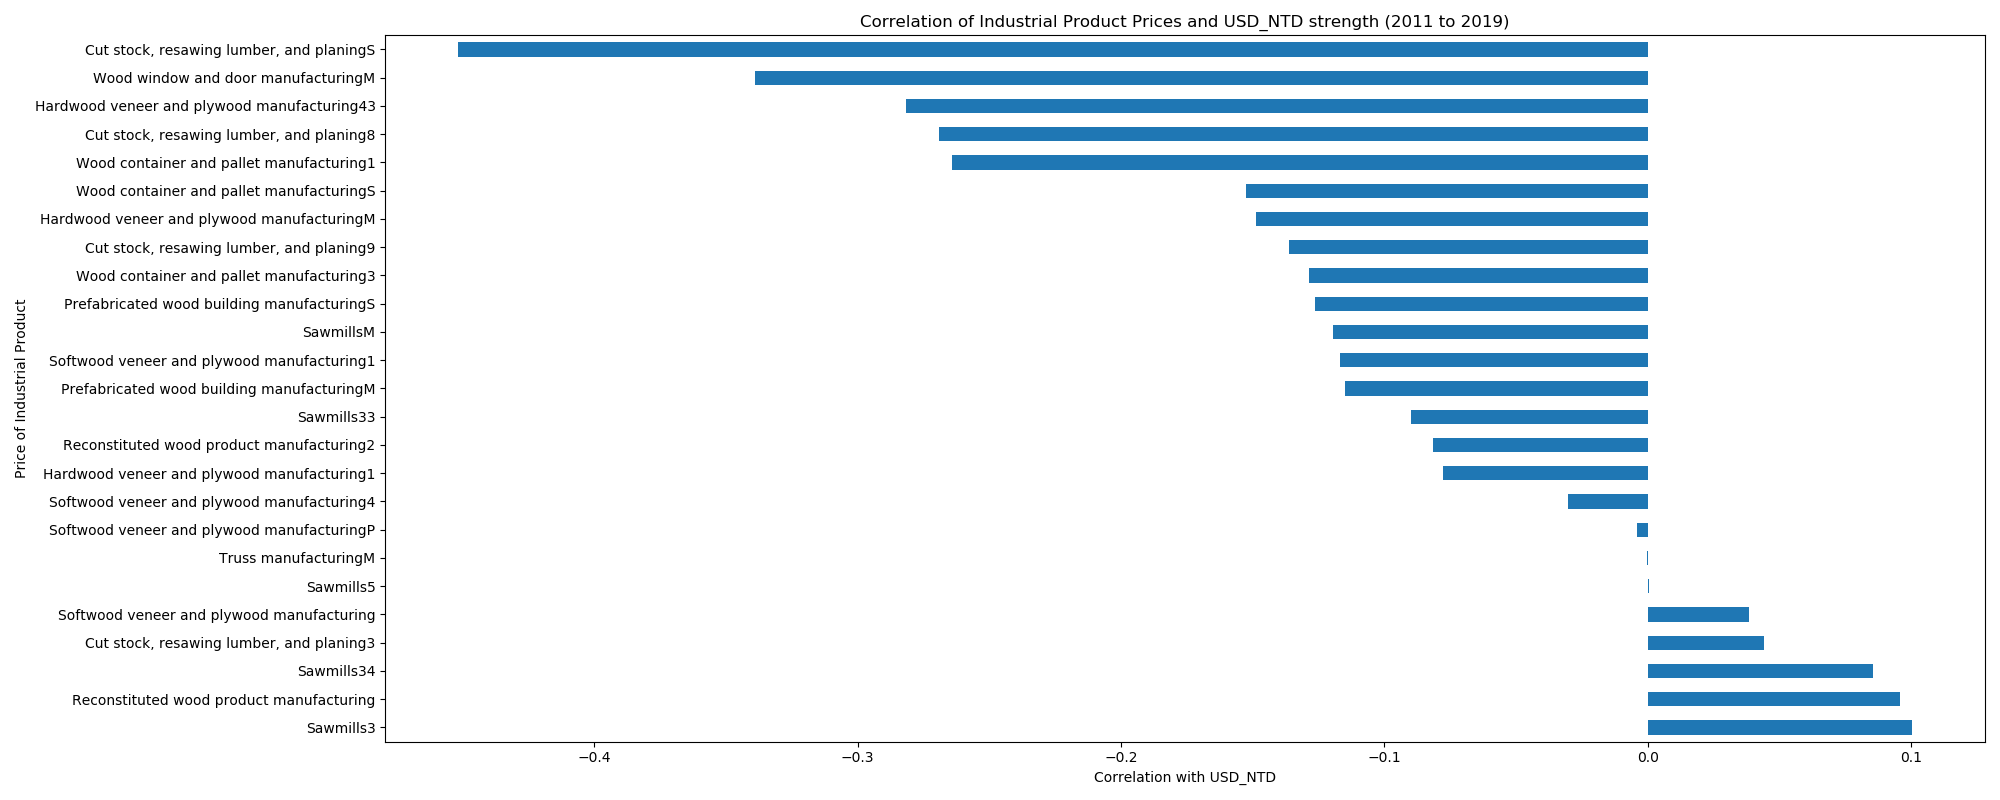 Correlation of Industrial Product Prices and USD_NTD strength (2011 to 2019)
Price of Industrial Product
Cut stock, resawing lumber, and planingS
Wood window and door manufacturingM
Hardwood veneer and plywood manufacturing43
Cut stock, resawing lumber, and planing8
Wood container and pallet manufacturing1
Wood container and pallet manufacturingS
Hardwood veneer and plywood manufacturingM
Cut stock, resawing lumber, and planing9
Wood container and pallet manufacturing3
Prefabricated wood building manufacturingS
SawmillsM
Softwood veneer and plywood manufacturing1
Prefabricated wood building manufacturingM
Sawmills33
Reconstituted wood product manufacturing2
Hardwood veneer and plywood manufacturing1
Softwood veneer and plywood manufacturing4
Softwood veneer and plywood manufacturingP
Truss manufacturingM
Sawmills5
Softwood veneer and plywood manufacturing
Cut stock, resawing lumber, and planing3
Sawmills34
Reconstituted wood product manufacturing
Sawmills3
−0.4 −0.3 −0.2 −0.1 0.0 0.1
Correlation with USD_NTD